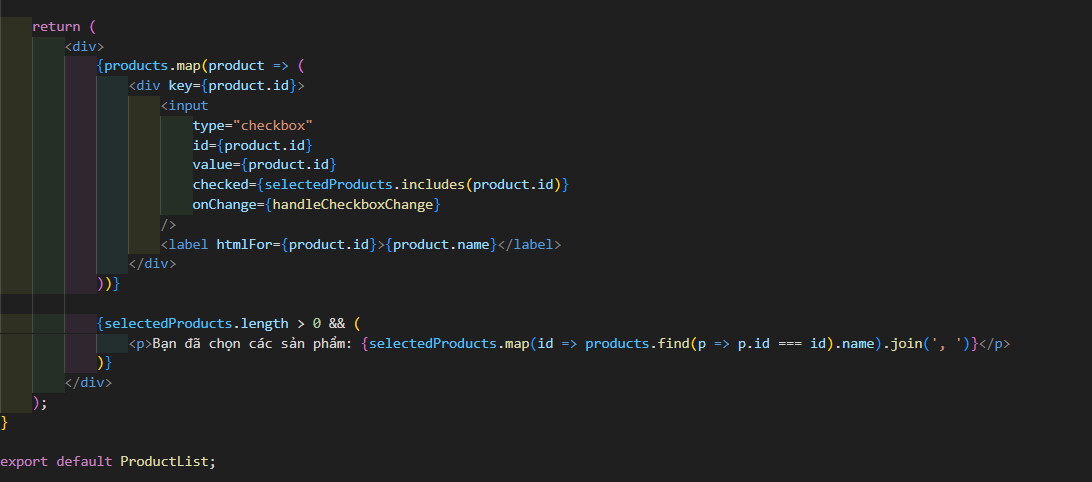 return (
<div>
{products.map(product => (
<div key={product.id}>
<input
type="checkbox"
id={product.id}
value={product.id}
checked={selectedProducts.includes(product.id)}
onChange={handleCheckboxChange}
/>
<label htmlFor={product.id}>{product.name}</label>
</div>
))}
{selectedProducts.length > 0 && (
<p>Bạn đã chọn các sản phẩm: {selectedProducts.map(id => products.find(p => p.id === id).name).join(', ')}</p>
)}
</div>
);
}
export default ProductList;